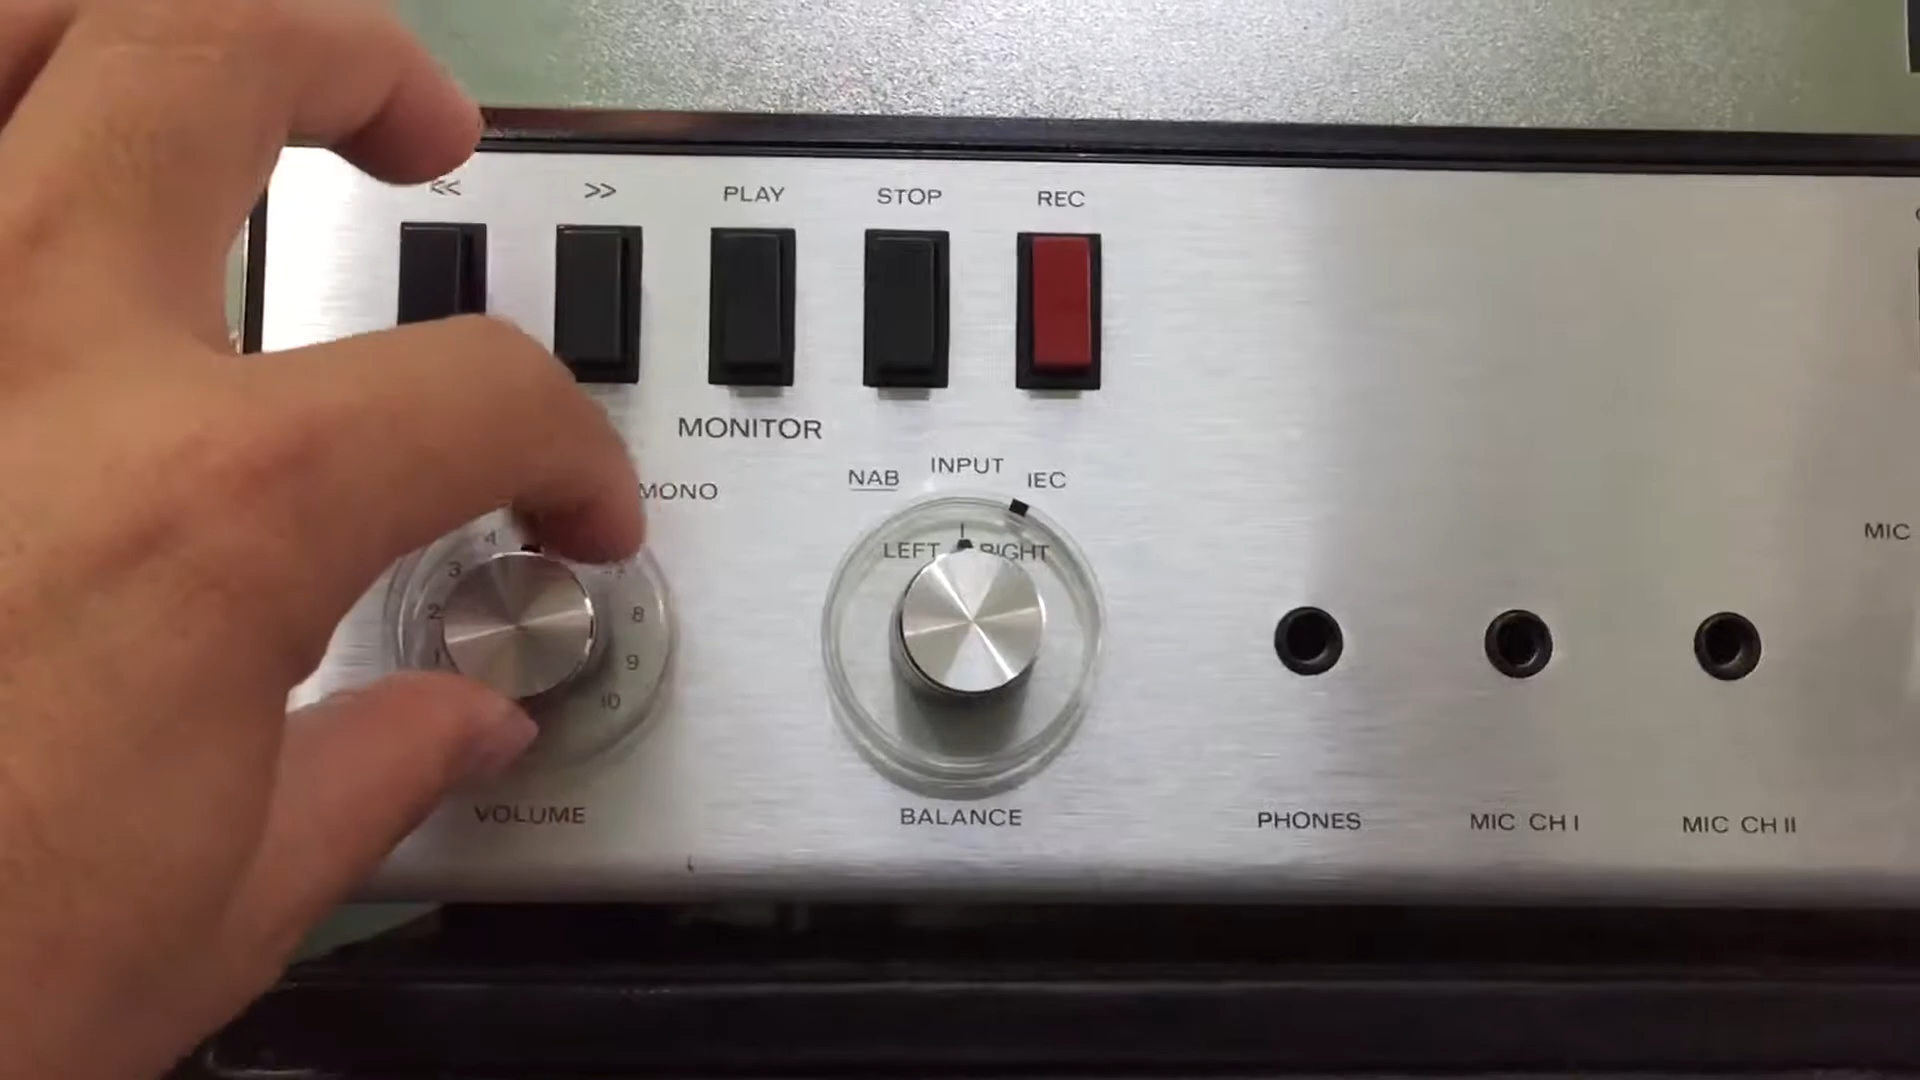 << >> PLAY STOP REC
MONITOR
MONO
NAB INPUT IEC
MIC
4
3
2
1
8
9
10
LEFT RIGHT
VOLUME BALANCE PHONES MIC CH I MIC CH II